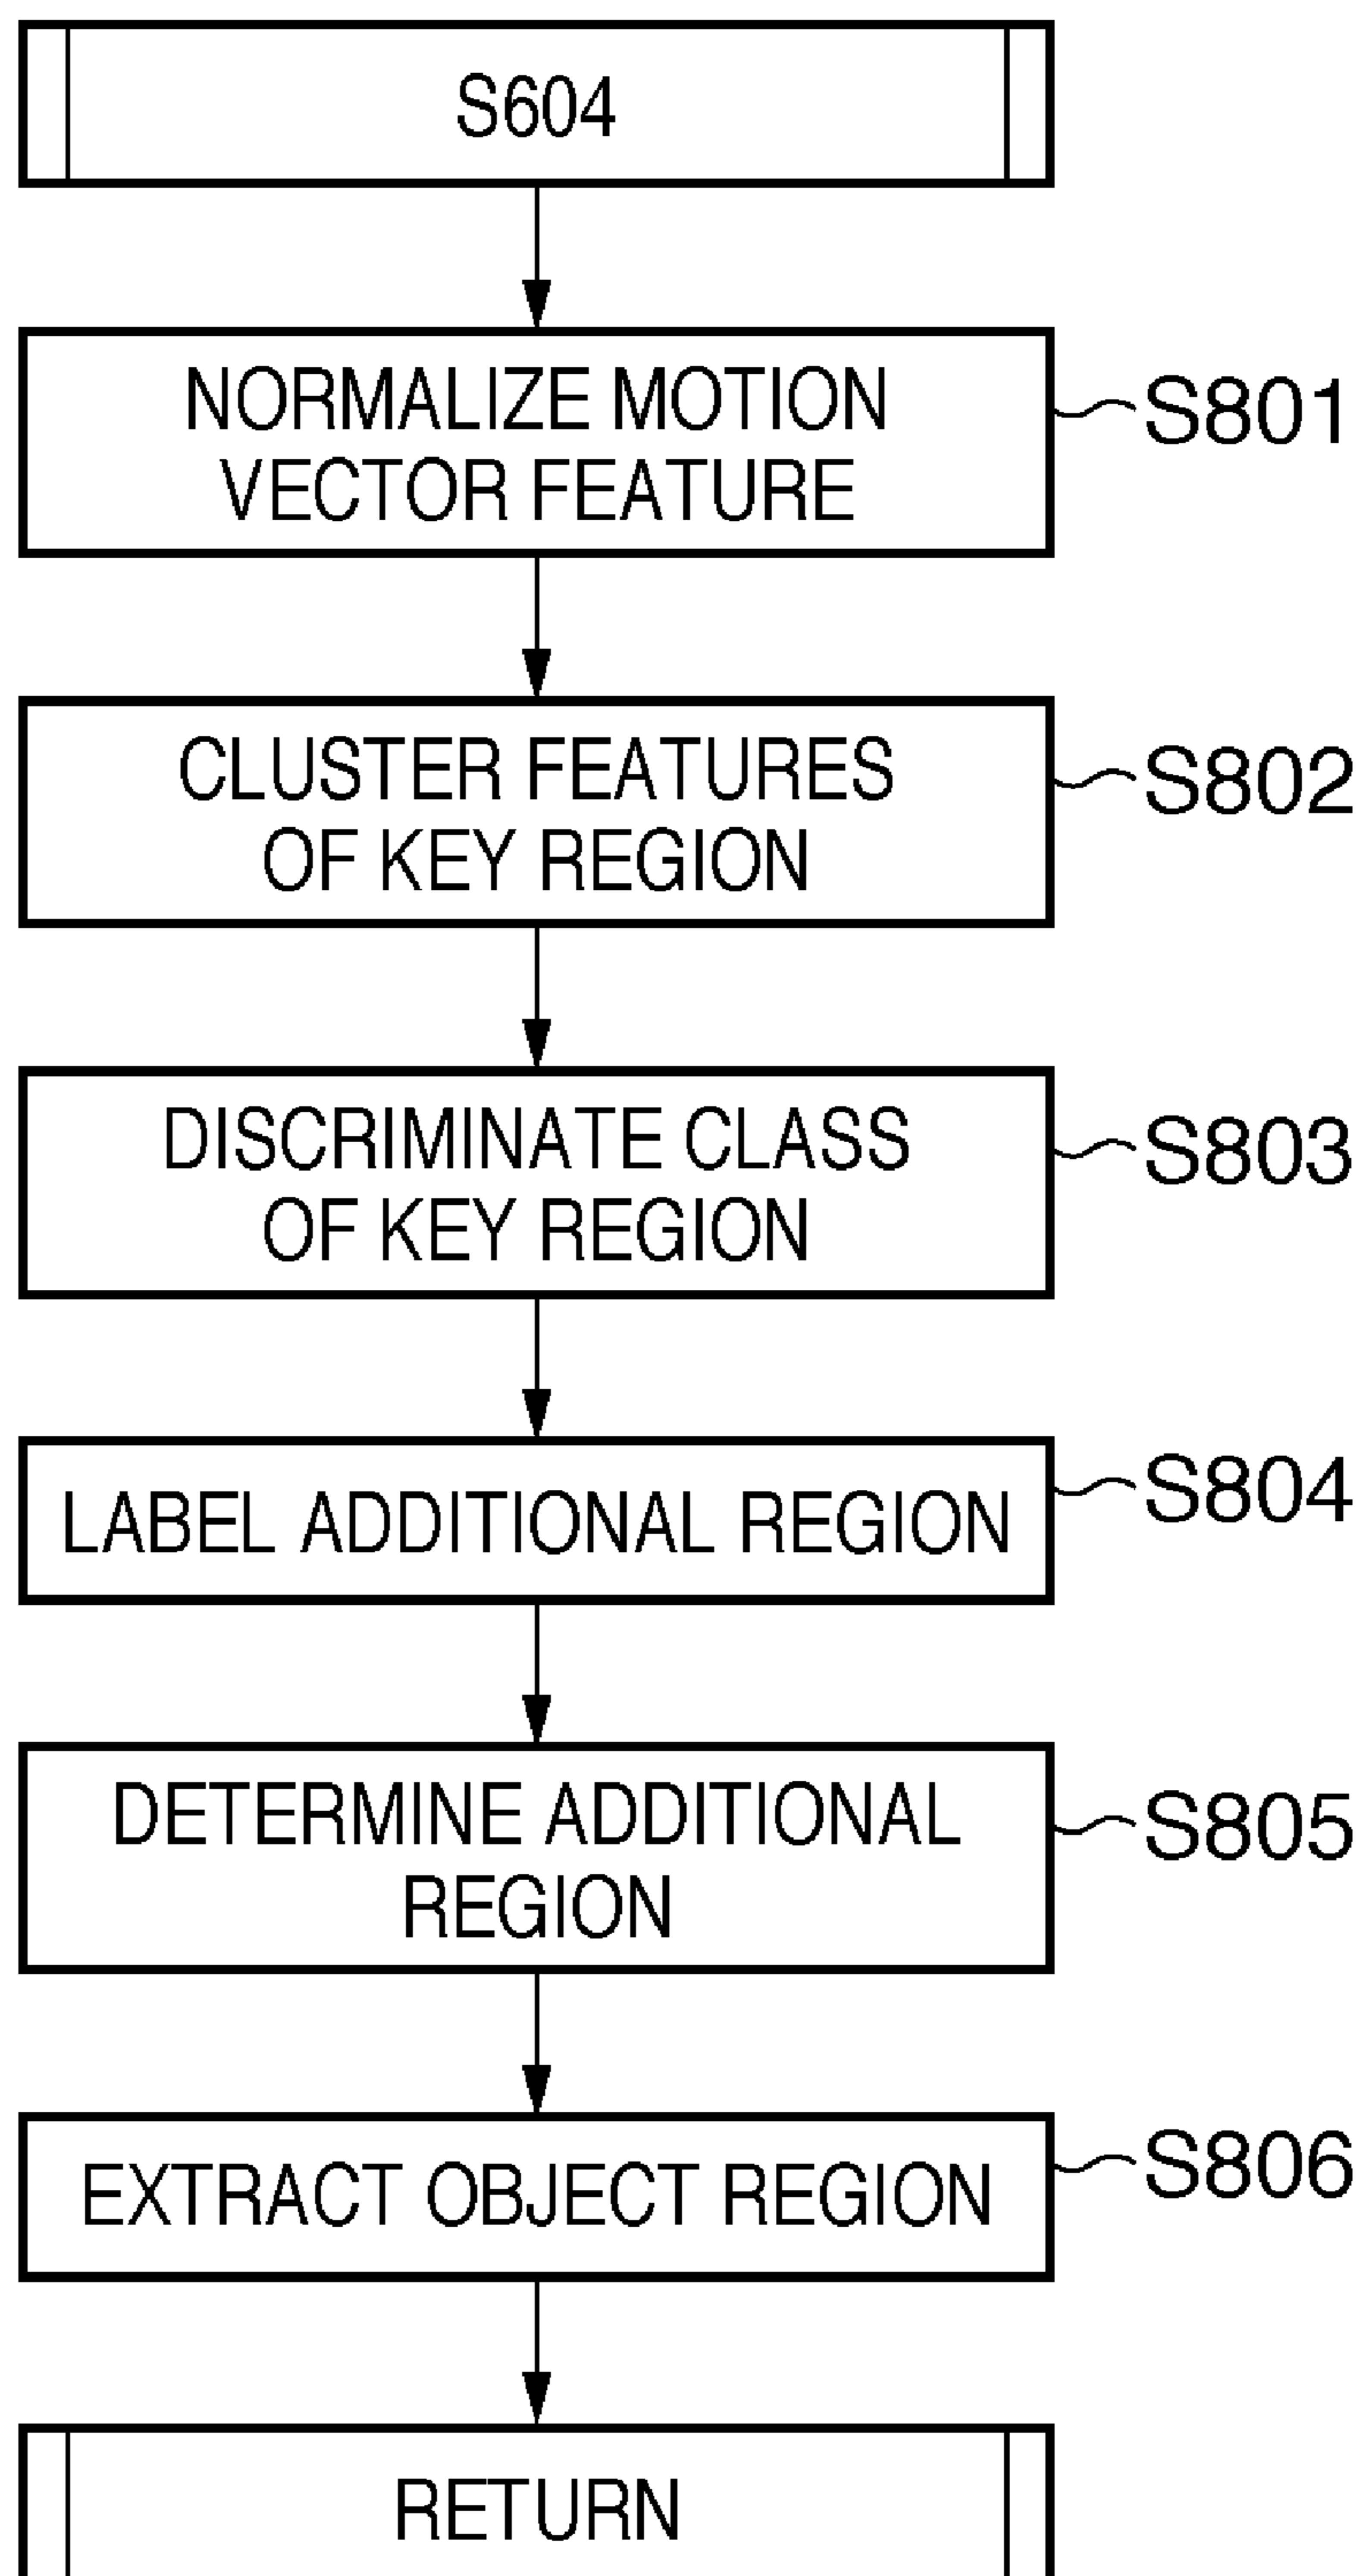 S604
NORMALIZE MOTION
VECTOR FEATURE
S801
CLUSTER FEATURES
OF KEY REGION
S802
DISCRIMINATE CLASS
OF KEY REGION
S803
LABEL ADDITIONAL REGION
S804
DETERMINE ADDITIONAL
REGION
S805
EXTRACT OBJECT REGION
S806
RETURN